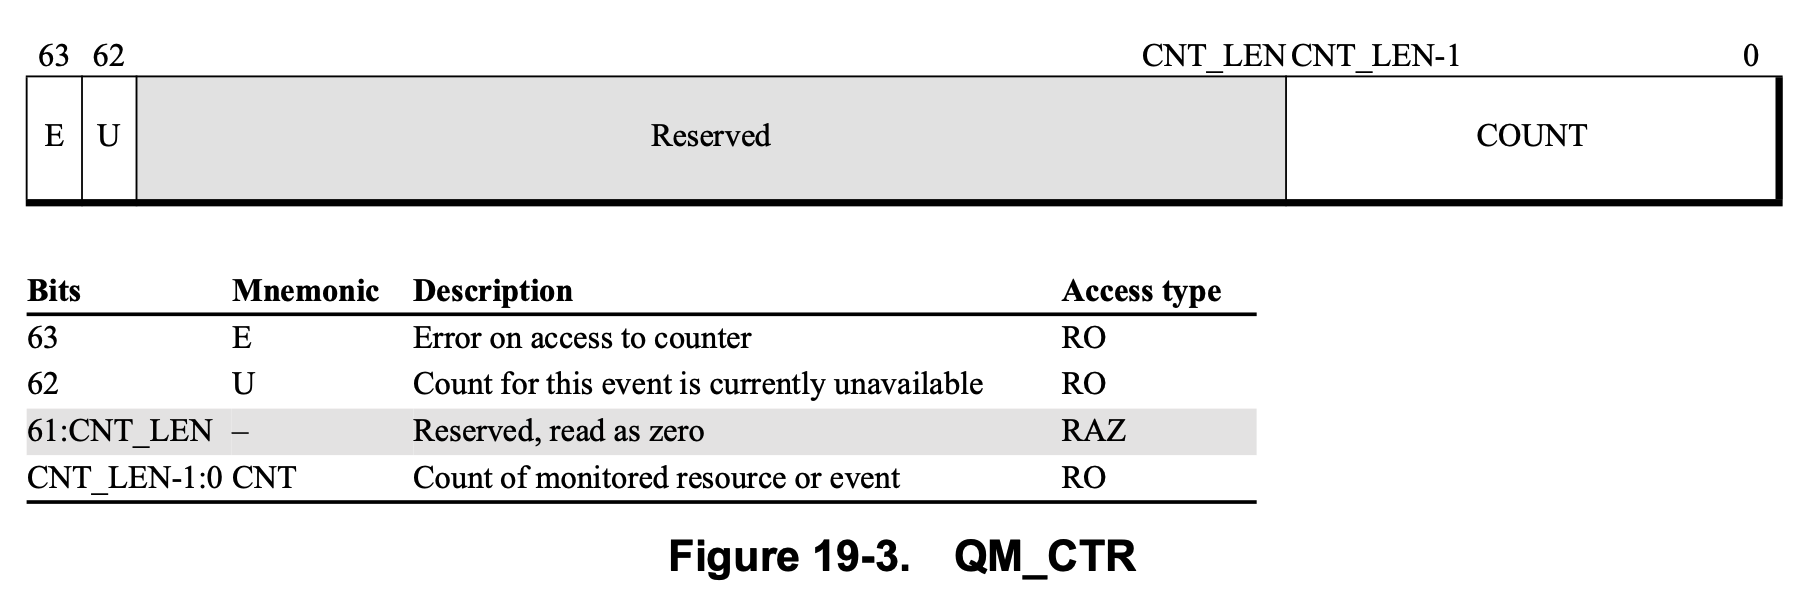 63 62 CNT_LEN CNT_LEN-1 0
E U Reserved COUNT
Bits Mnemonic Description Access type
63 E Error on access to counter RO
62 U Count for this event is currently unavailable RO
61:CNT_LEN – Reserved, read as zero RAZ
CNT_LEN-1:0 CNT Count of monitored resource or event RO
Figure 19-3. QM_CTR